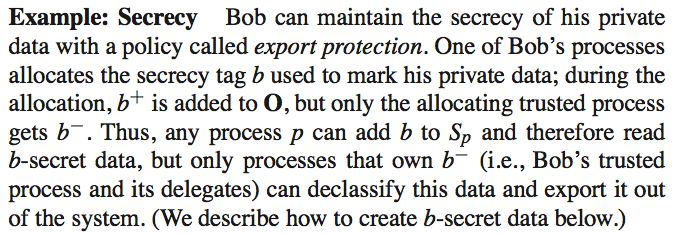 Example: Secrecy Bob can maintain the secrecy of his private
data with a policy called export protection. One of Bob’s processes
allocates the secrecy tag b used to mark his private data; during the
allocation, b⁺ is added to O, but only the allocating trusted process
gets b⁻. Thus, any process p can add b to Sₚ and therefore read
b-secret data, but only processes that own b⁻ (i.e., Bob’s trusted
process and its delegates) can declassify this data and export it out
of the system. (We describe how to create b-secret data below.)